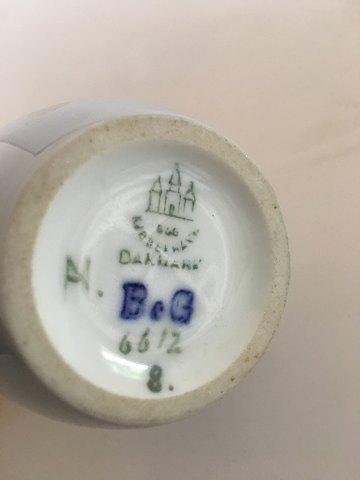 B&G
KJØBENHAVN
DANMARK
N. B&G
6612
8.